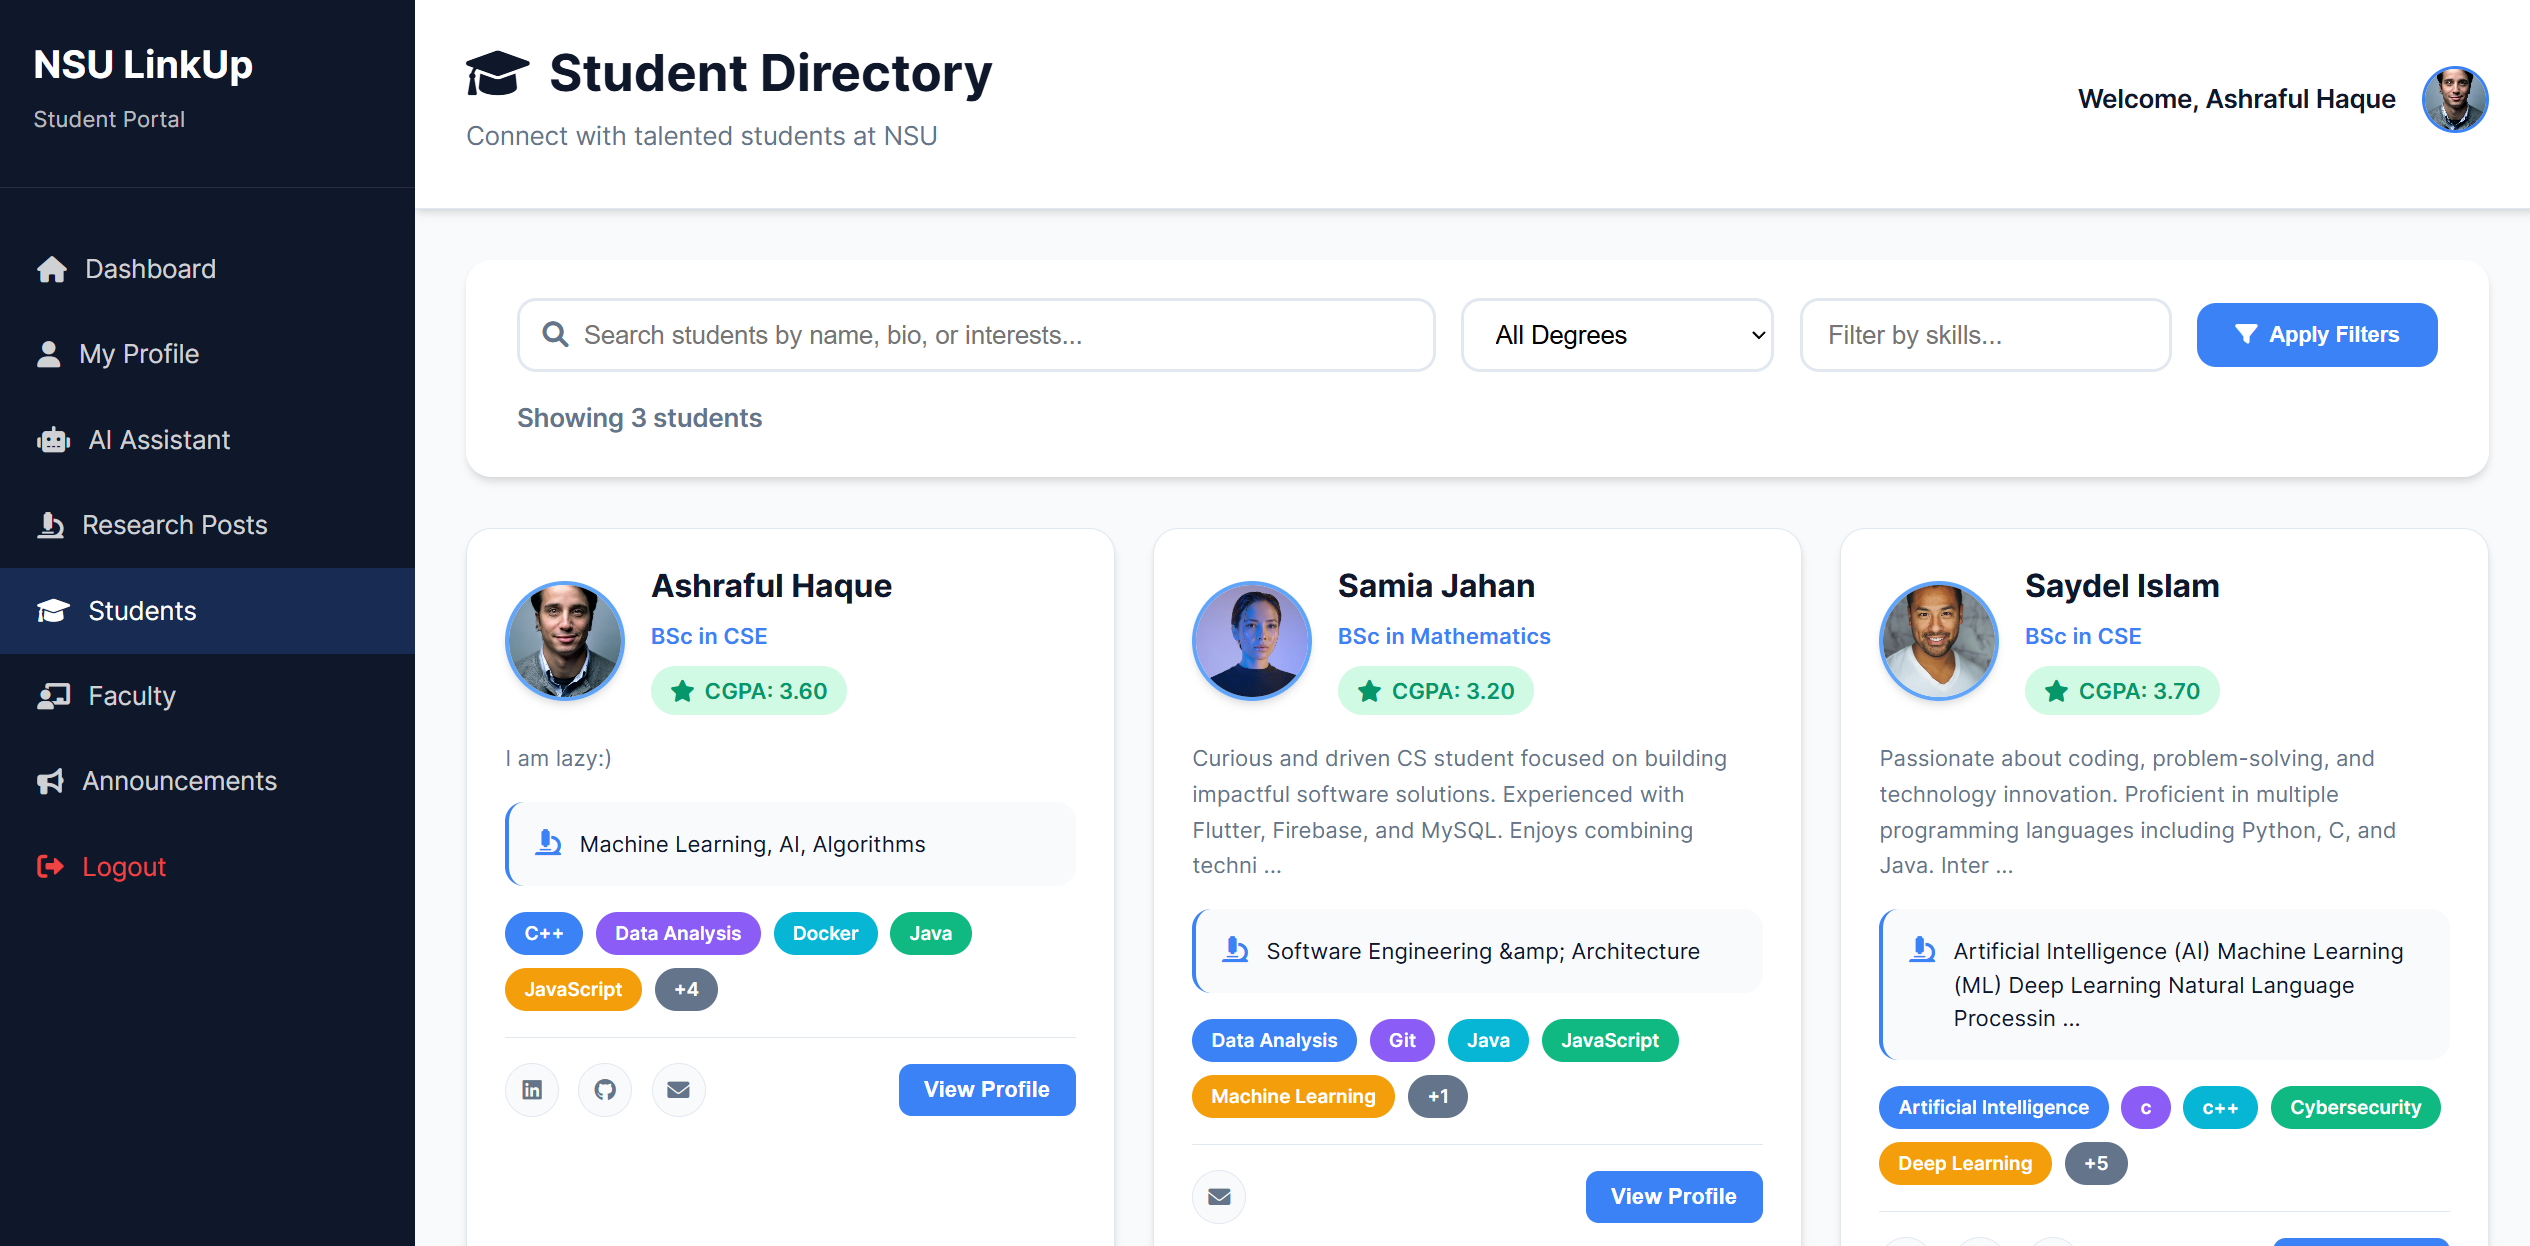 NSU LinkUp
Student Portal
Dashboard
My Profile
AI Assistant
Research Posts
Students
Faculty
Announcements
Logout
Student Directory
Connect with talented students at NSU
Welcome, Ashraful Haque
Search students by name, bio, or interests...
All Degrees
Filter by skills...
Apply Filters
Showing 3 students
Ashraful Haque
BSc in CSE
CGPA: 3.60
I am lazy:)
Machine Learning, AI, Algorithms
C++ Data Analysis Docker Java
JavaScript +4
View Profile
Samia Jahan
BSc in Mathematics
CGPA: 3.20
Curious and driven CS student focused on building
impactful software solutions. Experienced with
Flutter, Firebase, and MySQL. Enjoys combining
techni ...
Software Engineering &amp; Architecture
Data Analysis Git Java JavaScript
Machine Learning +1
View Profile
Saydel Islam
BSc in CSE
CGPA: 3.70
Passionate about coding, problem-solving, and
technology innovation. Proficient in multiple
programming languages including Python, C, and
Java. Inter ...
Artificial Intelligence (AI) Machine Learning
(ML) Deep Learning Natural Language
Processin ...
Artificial Intelligence c c++ Cybersecurity
Deep Learning +5